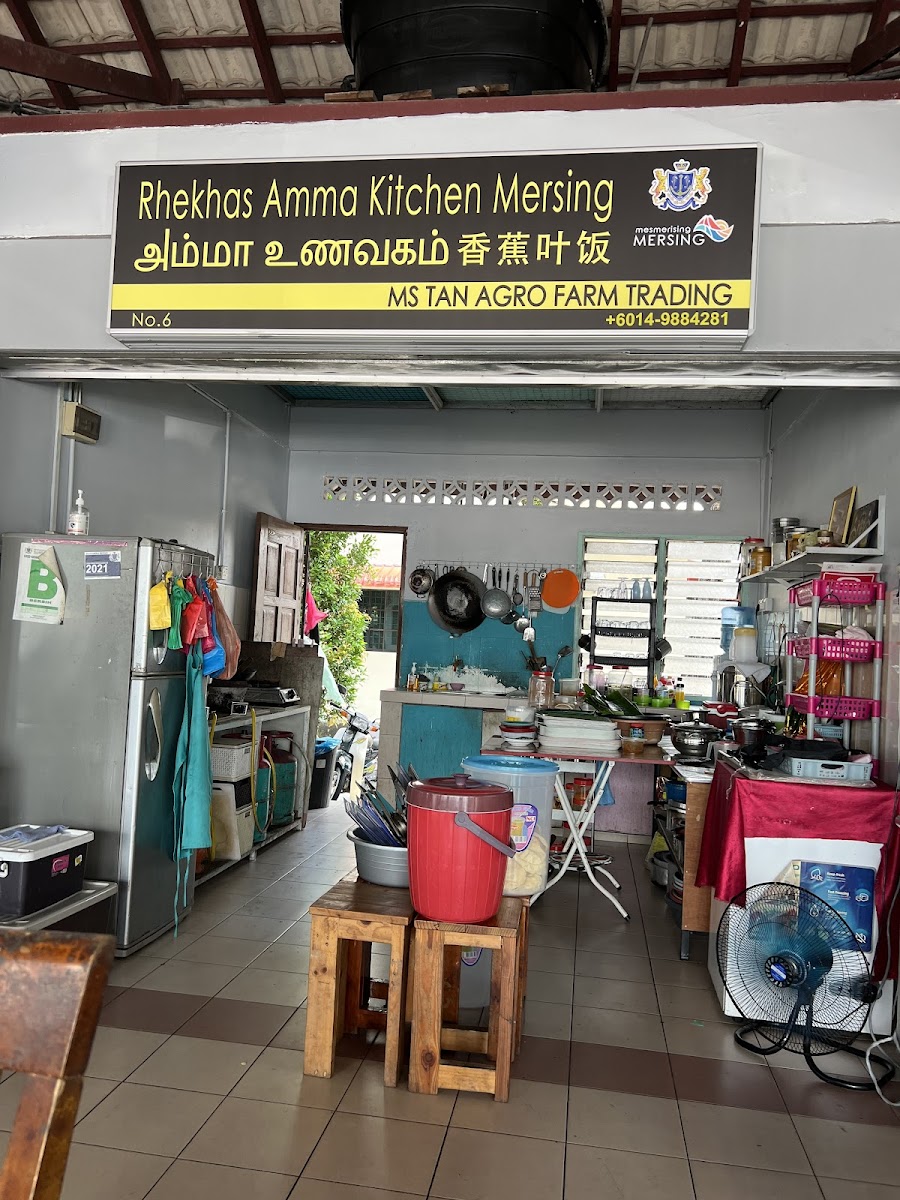 Rhekhas Amma Kitchen Mersing
அம்மா உணவகம் 香蕉叶饭
mesmerising
MERSING
MS TAN AGRO FARM TRADING
No.6
+6014-9884281
B
2021